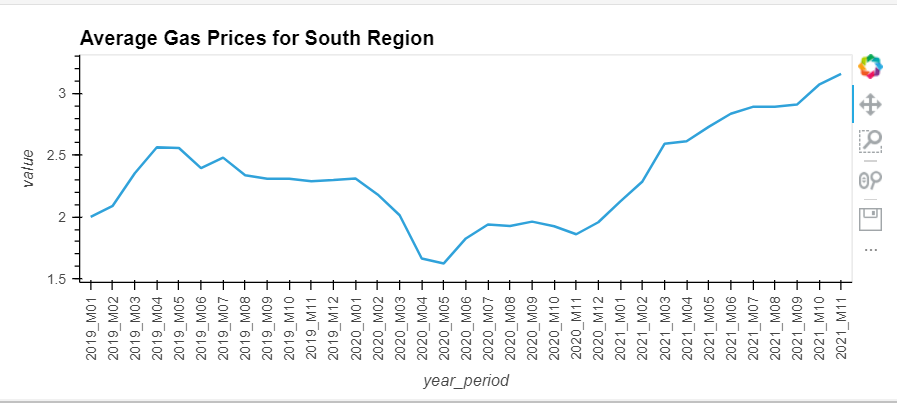 Average Gas Prices for South Region
3
2.5
2
1.5
value
2019_M01
2019_M02
2019_M03
2019_M04
2019_M05
2019_M06
2019_M07
2019_M08
2019_M09
2019_M10
2019_M11
2019_M12
2020_M01
2020_M02
2020_M03
2020_M04
2020_M05
2020_M06
2020_M07
2020_M08
2020_M09
2020_M10
2020_M11
2020_M12
2021_M01
2021_M02
2021_M03
2021_M04
2021_M05
2021_M06
2021_M07
2021_M08
2021_M09
2021_M10
2021_M11
year_period